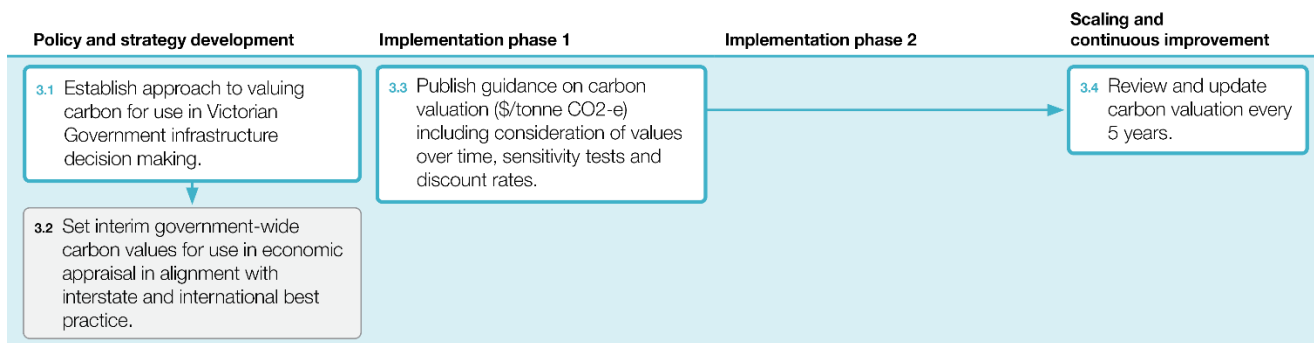 Policy and strategy development
Implementation phase 1
Implementation phase 2
Scaling and
continuous improvement
3.1 Establish approach to valuing
carbon for use in Victorian
Government infrastructure
decision making.
3.2 Set interim government-wide
carbon values for use in economic
appraisal in alignment with
interstate and international best
practice.
3.3 Publish guidance on carbon
valuation ($/tonne CO2-e)
including consideration of values
over time, sensitivity tests and
discount rates.
3.4 Review and update
carbon valuation every
5 years.